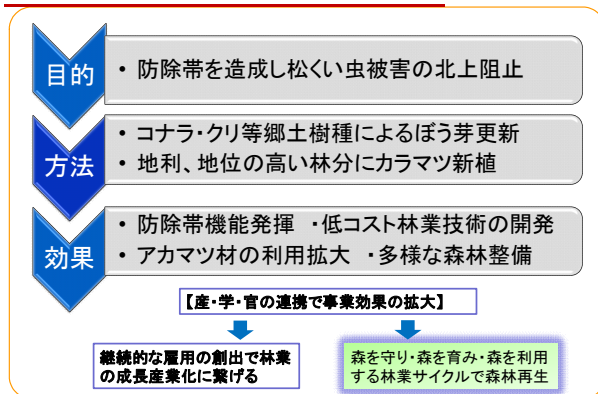 目的
・ 防除帯を造成し松くい虫被害の北上阻止
方法
・ コナラ・クリ等郷土樹種によるぼう芽更新
・ 地利、地位の高い林分にカラマツ新植
効果
・ 防除帯機能発揮 ・低コスト林業技術の開発
・ アカマツ材の利用拡大 ・多様な森林整備
【産・学・官の連携で事業効果の拡大】
継続的な雇用の創出で林業
の成長産業化に繋げる
森を守り・森を育み・森を利用
する林業サイクルで森林再生